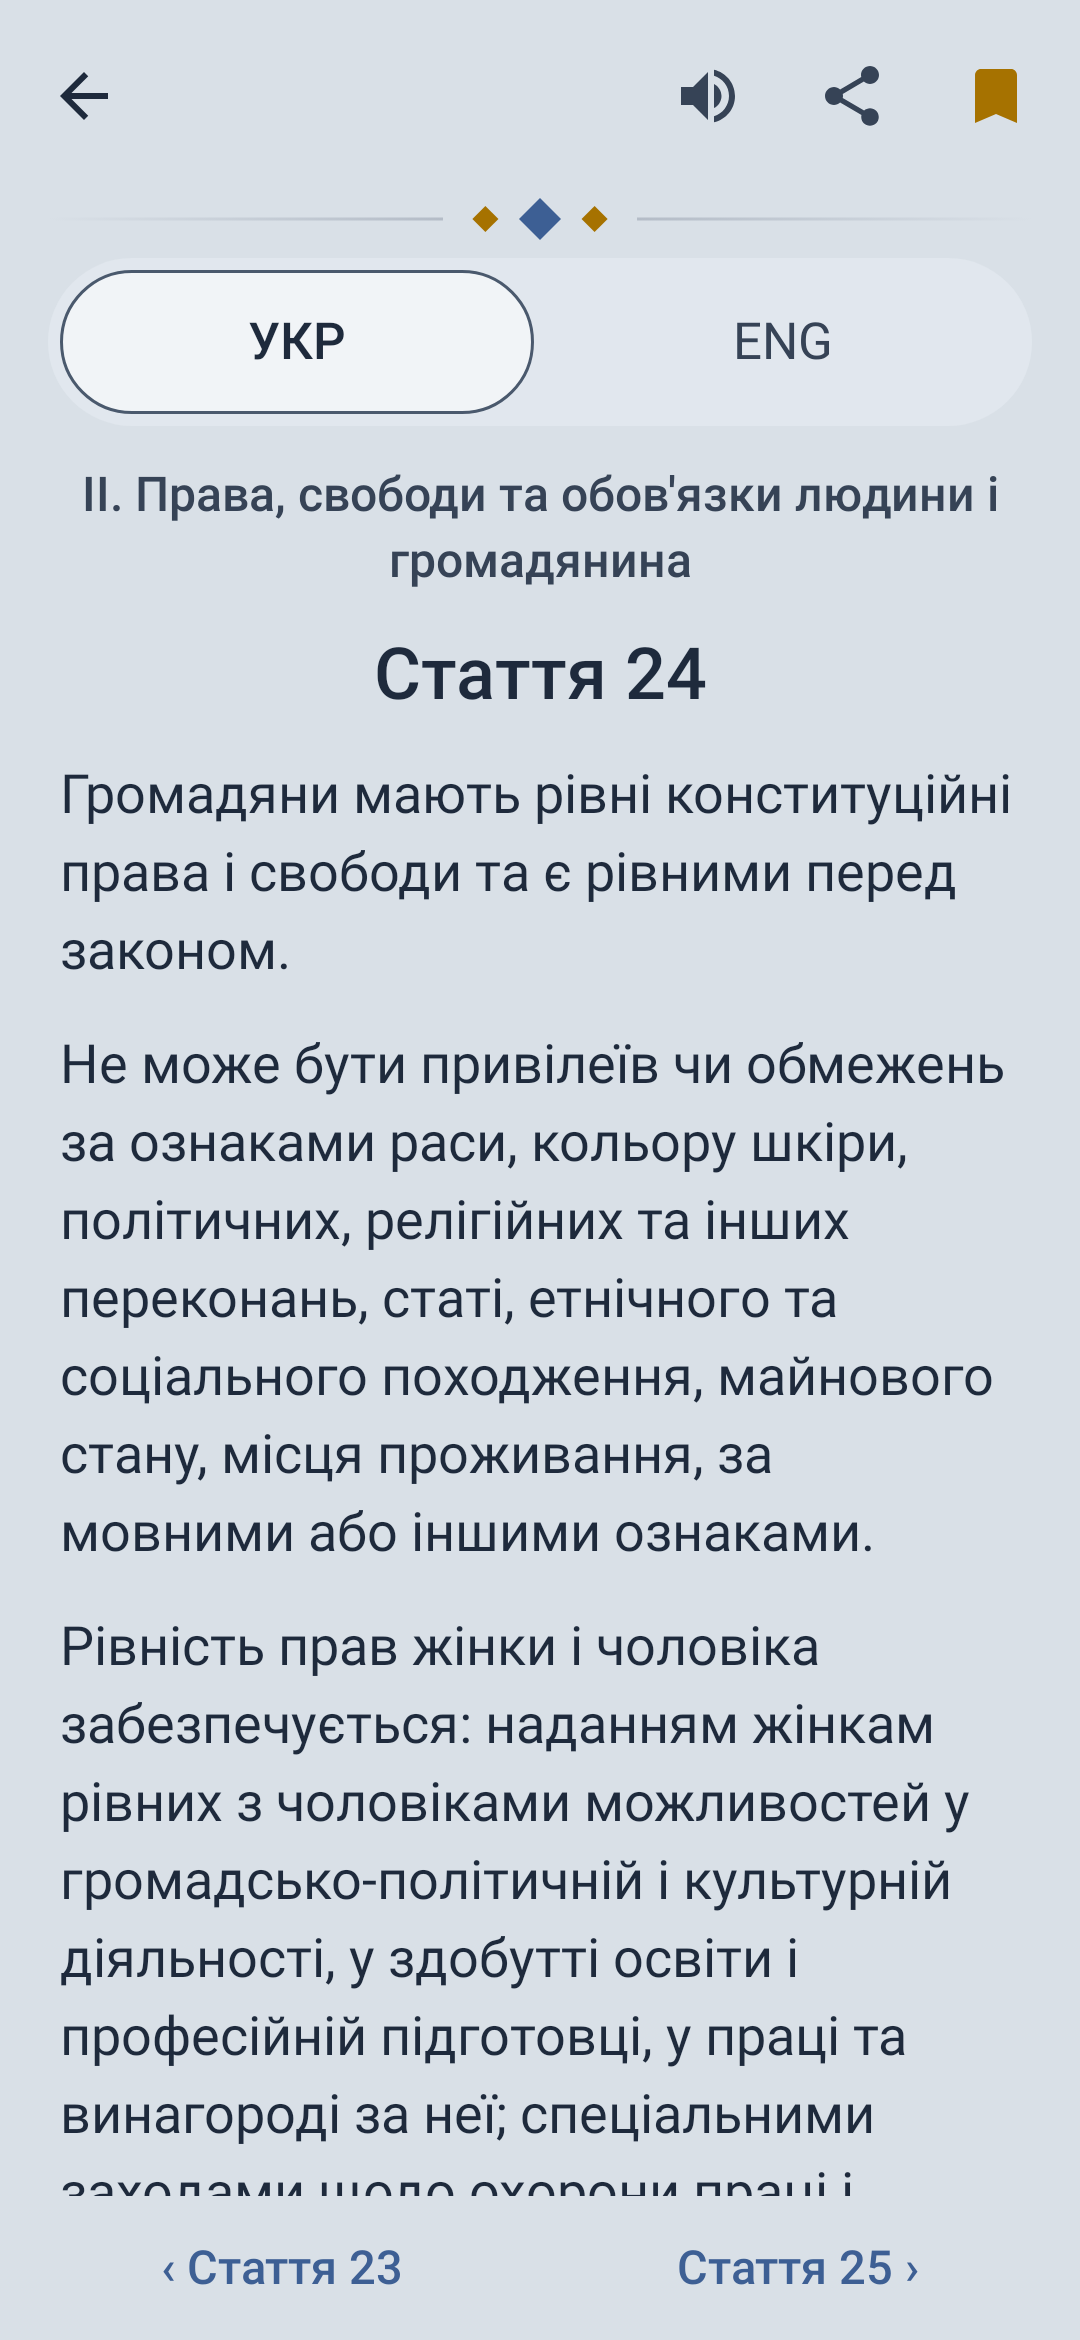 УКР
ENG
II. Права, свободи та обов'язки людини і
громадянина
Стаття 24
Громадяни мають рівні конституційні
права і свободи та є рівними перед
законом.
Не може бути привілеїв чи обмежень
за ознаками раси, кольору шкіри,
політичних, релігійних та інших
переконань, статі, етнічного та
соціального походження, майнового
стану, місця проживання, за
мовними або іншими ознаками.
Рівність прав жінки і чоловіка
забезпечується: наданням жінкам
рівних з чоловіками можливостей у
громадсько-політичній і культурній
діяльності, у здобутті освіти і
професійній підготовці, у праці та
винагороді за неї; спеціальними
заходами щодо охорони праці і
‹ Стаття 23
Стаття 25 ›